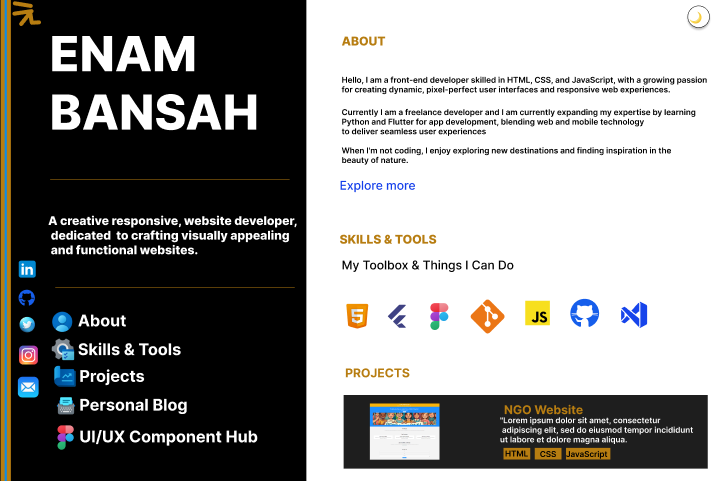 ENAM
BANSAH
A creative responsive, website developer,
dedicated to crafting visually appealing
and functional websites.
in
About
Skills & Tools
Projects
Personal Blog
UI/UX Component Hub
ABOUT
Hello, I am a front-end developer skilled in HTML, CSS, and JavaScript, with a growing passion
for creating dynamic, pixel-perfect user interfaces and responsive web experiences.
Currently I am a freelance developer and I am currently expanding my expertise by learning
Python and Flutter for app development, blending web and mobile technology
to deliver seamless user experiences
When I'm not coding, I enjoy exploring new destinations and finding inspiration in the
beauty of nature.
Explore more
SKILLS & TOOLS
My Toolbox & Things I Can Do
5
JS
PROJECTS
NGO Website
"Lorem ipsum dolor sit amet, consectetur
adipiscing elit, sed do eiusmod tempor incididunt
ut labore et dolore magna aliqua.
HTML CSS JavaScript